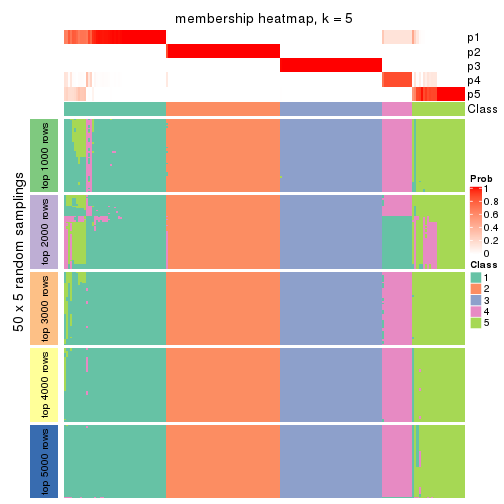 membership heatmap, k = 5
p1
p2
p3
p4
p5
Class
50 x 5 random samplings
top 1000 rows
top 2000 rows
top 3000 rows
top 4000 rows
top 5000 rows
Prob
1
0.8
0.6
0.4
0.2
0
Class
1
2
3
4
5